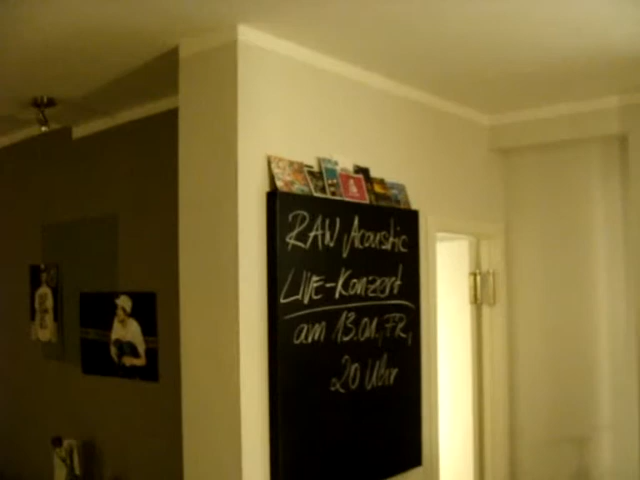 RAW Acoustic
LIVE-Konzert
am 13.01., FR,
20 Uhr